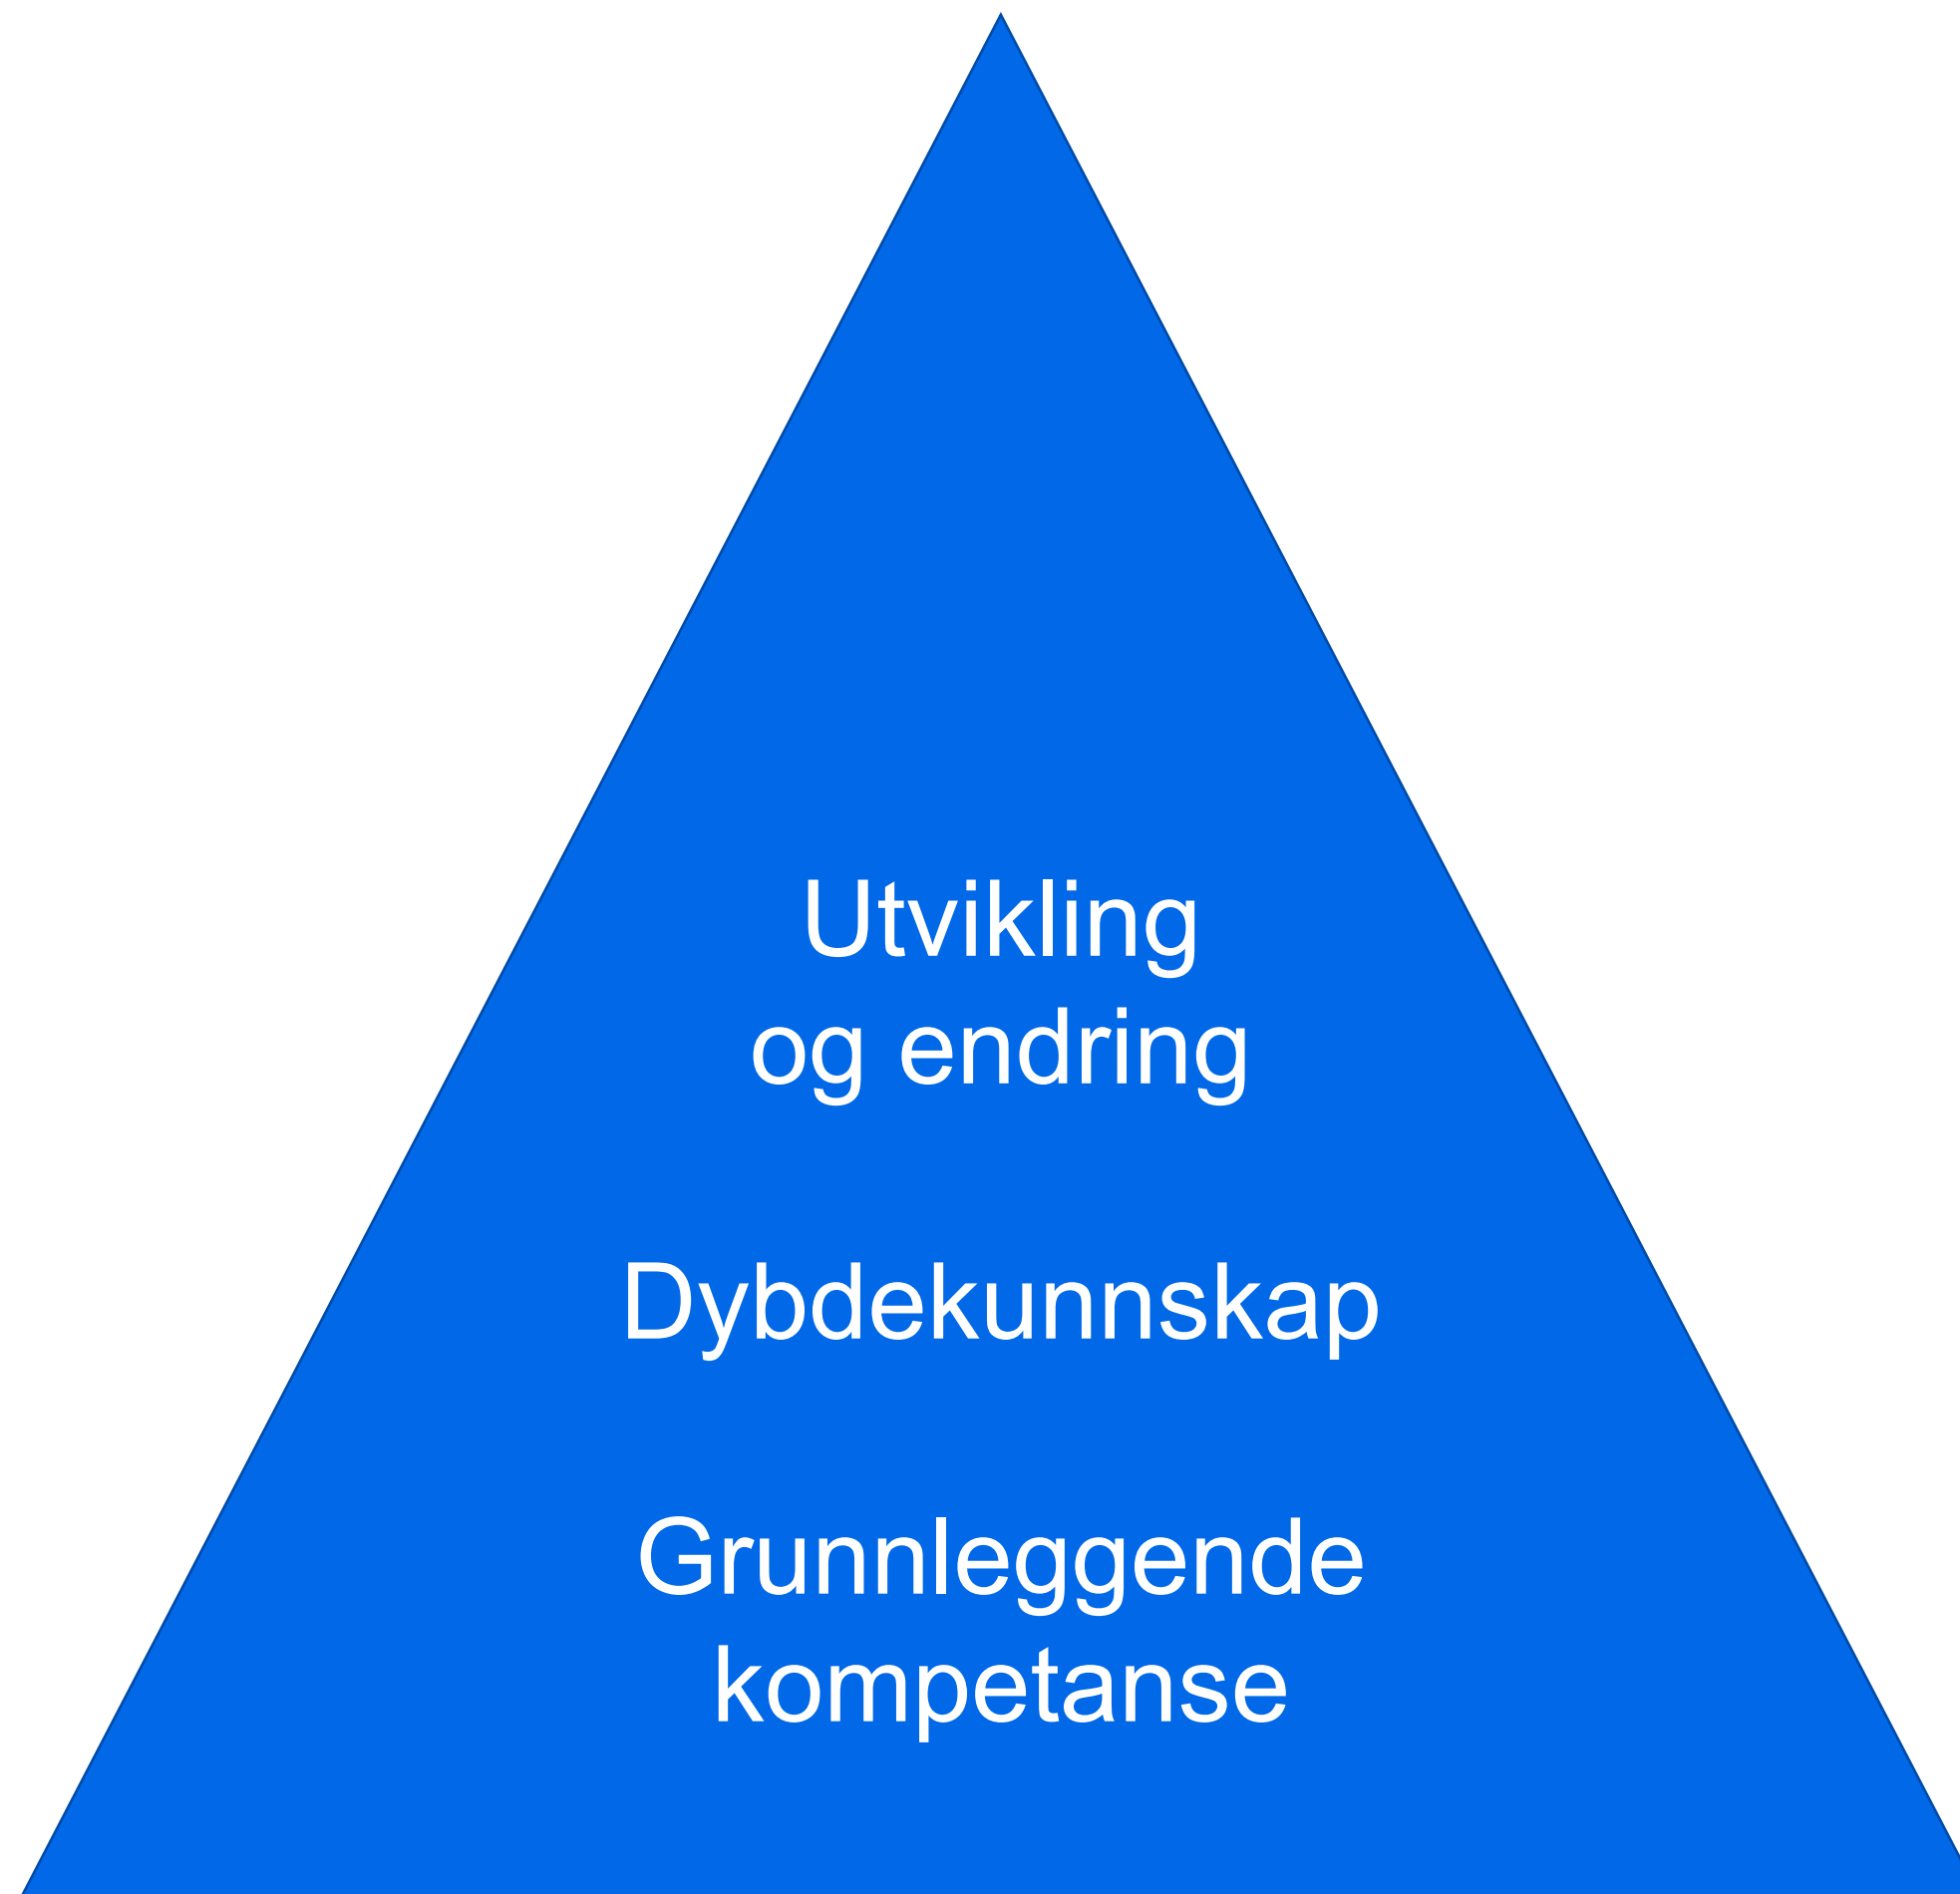 Utvikling
og endring
Dybdekunnskap
Grunnleggende
kompetanse